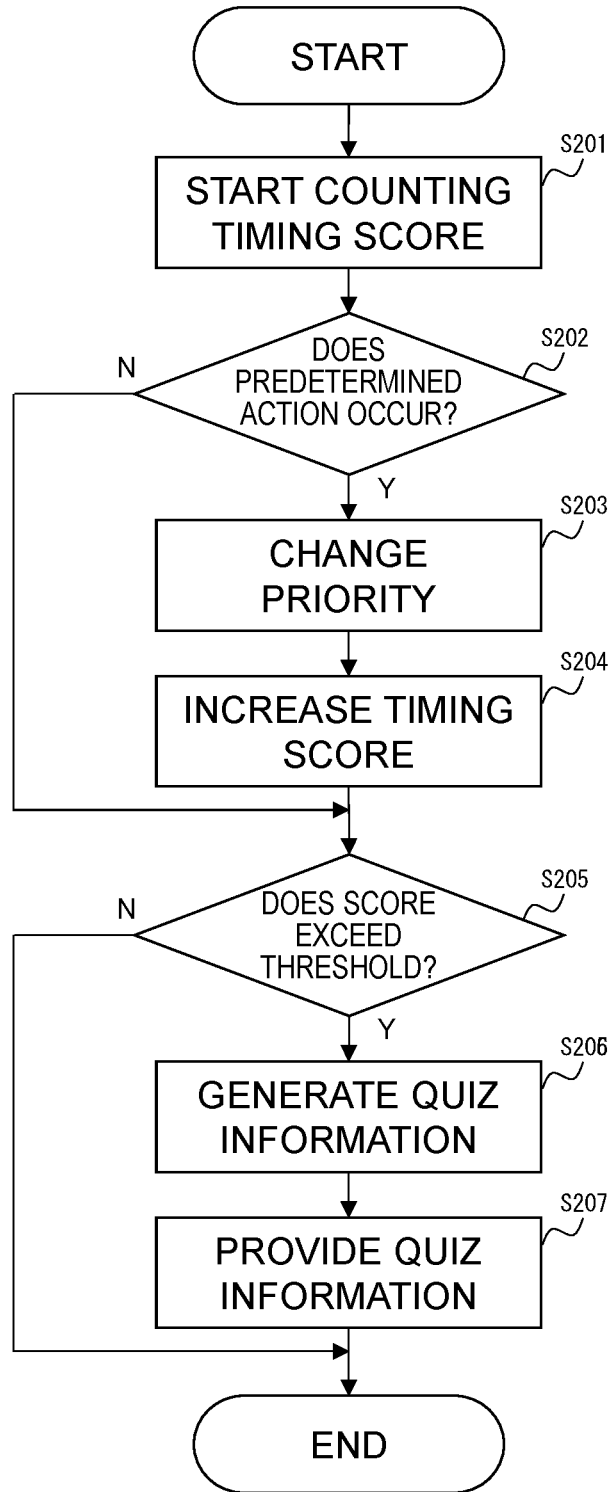 START
S201
START COUNTING
TIMING SCORE
S202
N
DOES
PREDETERMINED
ACTION OCCUR?
Y
S203
CHANGE
PRIORITY
S204
INCREASE TIMING
SCORE
S205
N
DOES SCORE
EXCEED
THRESHOLD?
Y
S206
GENERATE QUIZ
INFORMATION
S207
PROVIDE QUIZ
INFORMATION
END